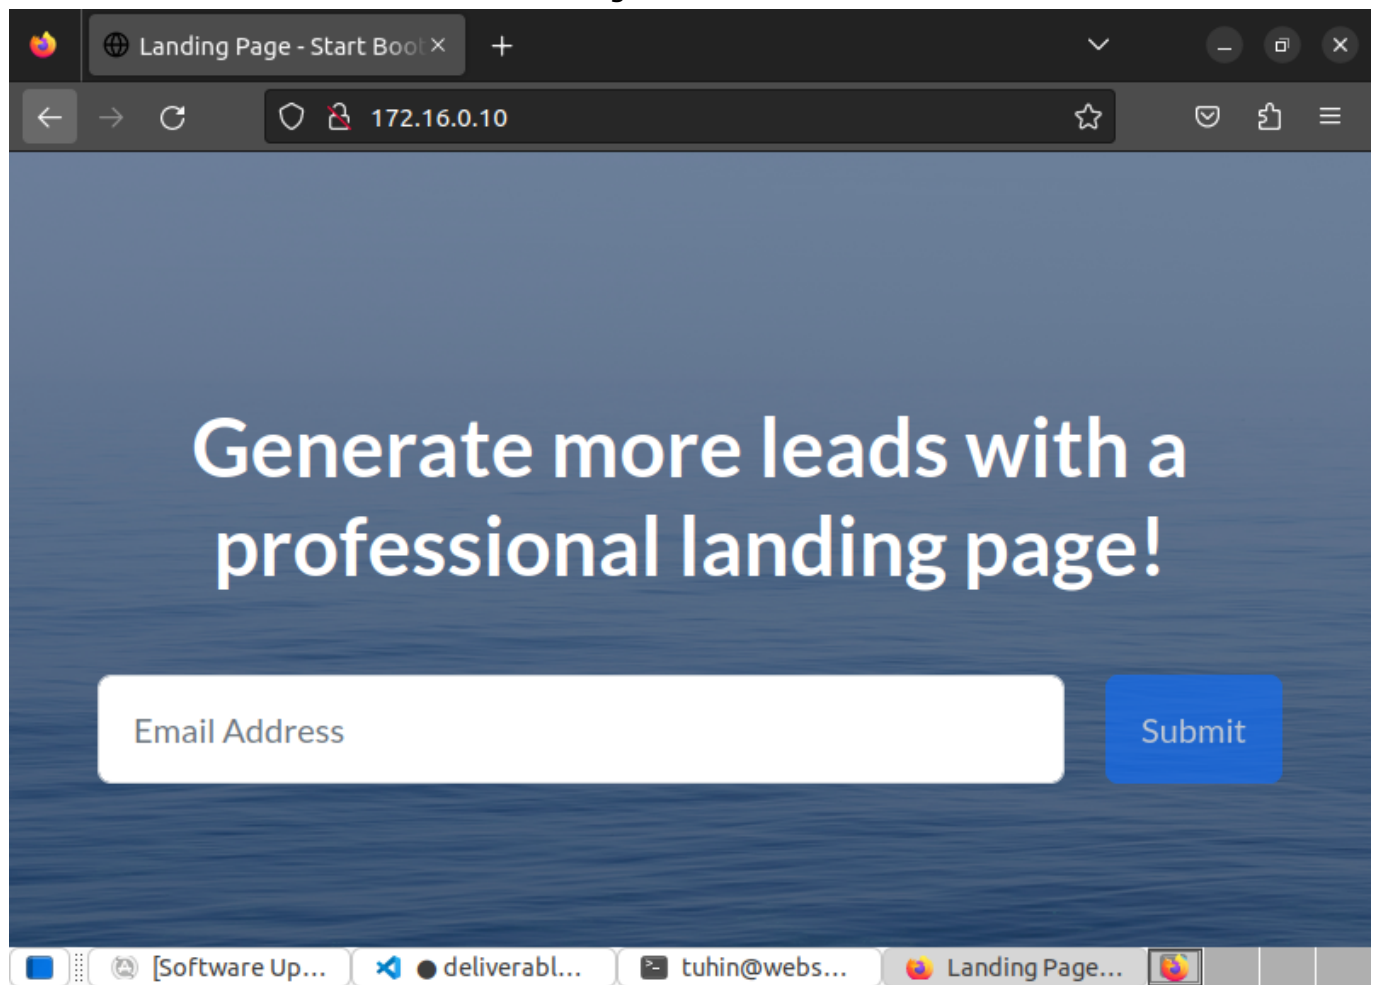 Landing Page - Start Boot
172.16.0.10
Generate more leads with a
professional landing page!
Email Address
Submit
[Software Up...
deliverabl...
tuhin@webs...
Landing Page...